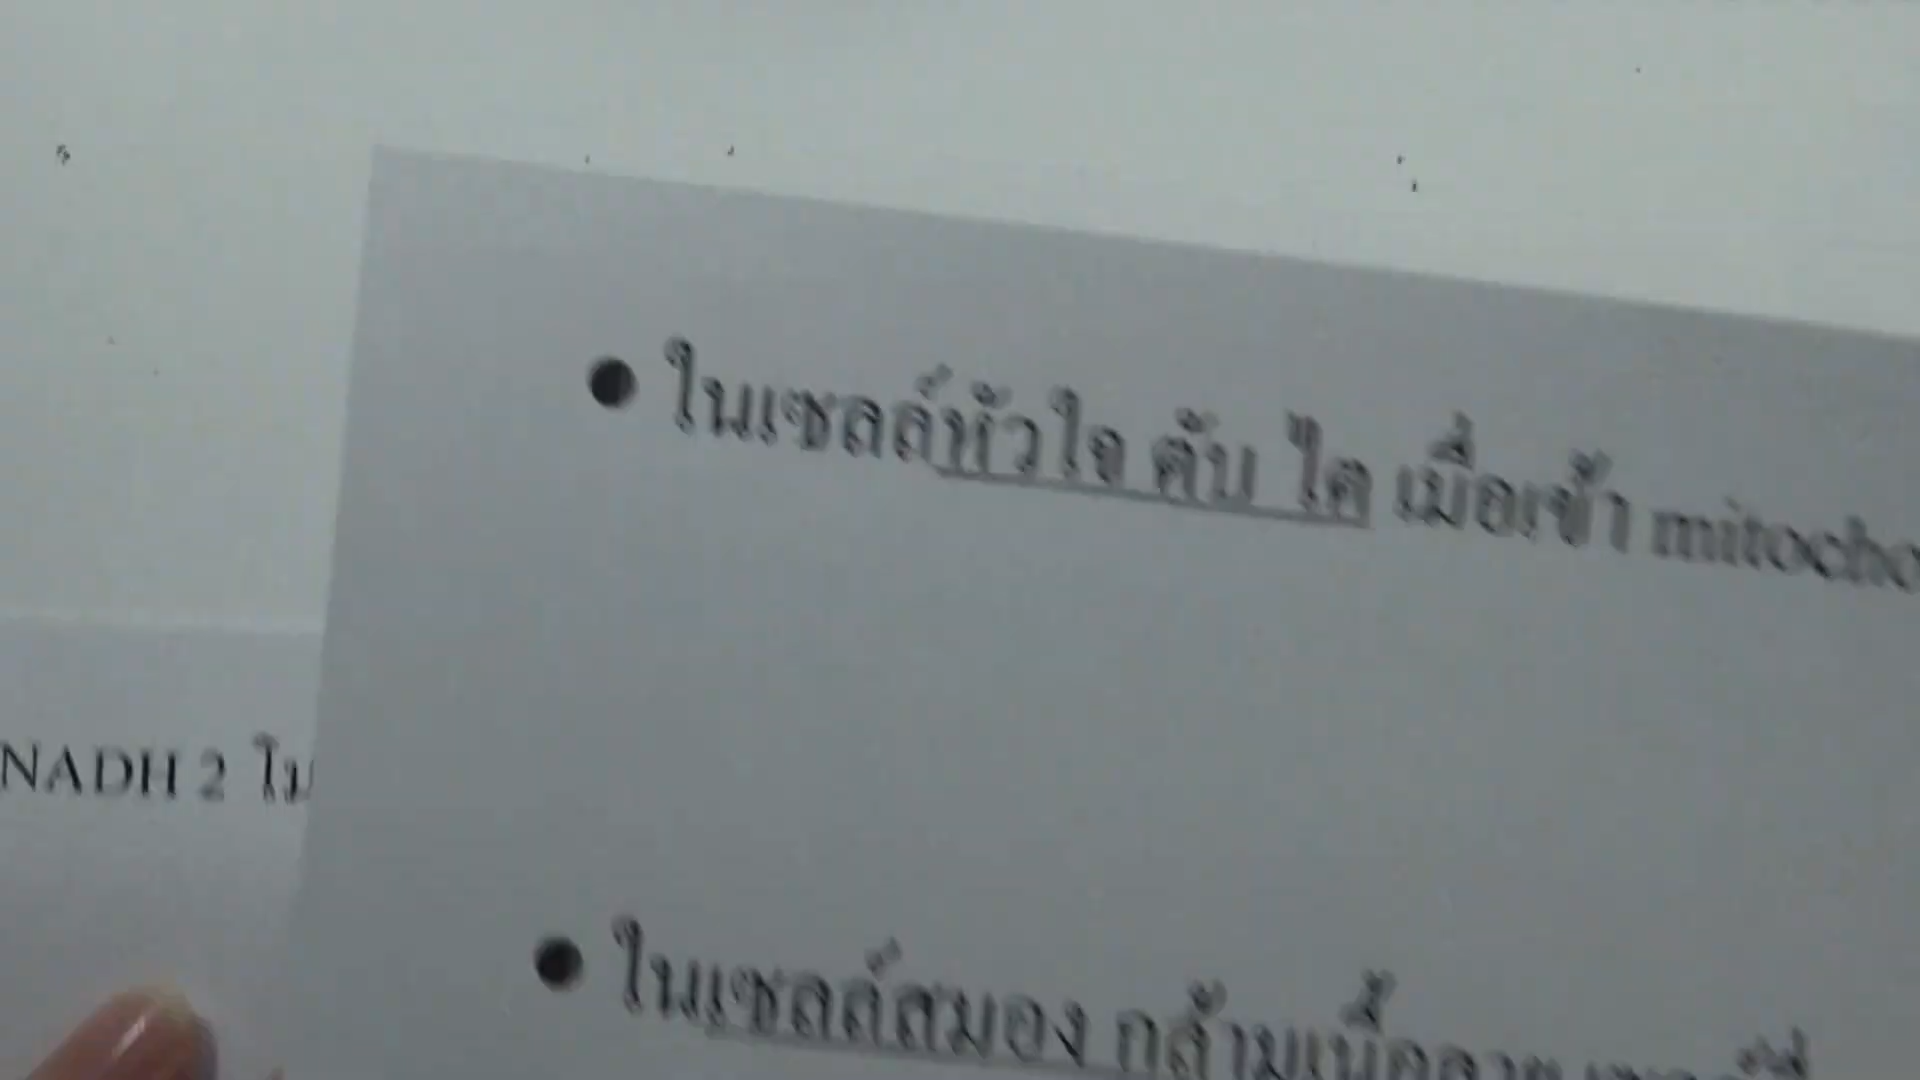 ในเซลล์หัวใจ ตับ ไต เมื่อเข้า mitocho
NADH 2 โม
ในเซลล์สมอง กล้ามเนื้อลาย